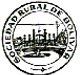 SOCIEDAD RURAL DE BOLIVAR